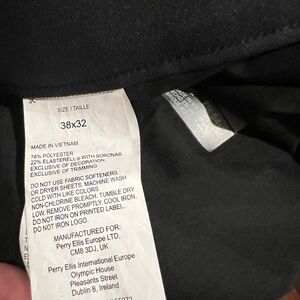 SIZE / TAILLE
38x32
MADE IN VIETNAM
78% POLYESTER
22% ELASTERELL-p WITH SORONA®
EXCLUSIVE OF DECORATION
EXCLUSIVE OF TRIMMING
DO NOT USE FABRIC SOFTENERS
OR DRYER SHEETS. MACHINE WASH
COLD WITH LIKE COLORS.
NON-CHLORINE BLEACH. TUMBLE DRY
LOW. REMOVE PROMPTLY. COOL IRON.
DO NOT IRON ON PRINTED LABEL.
DO NOT IRON LOGO.
MANUFACTURED FOR:
Perry Ellis Europe LTD,
CM8 3DJ, UK
Perry Ellis International
Europe
Olympic House
Pleasants Street
Dublin 8, Ireland